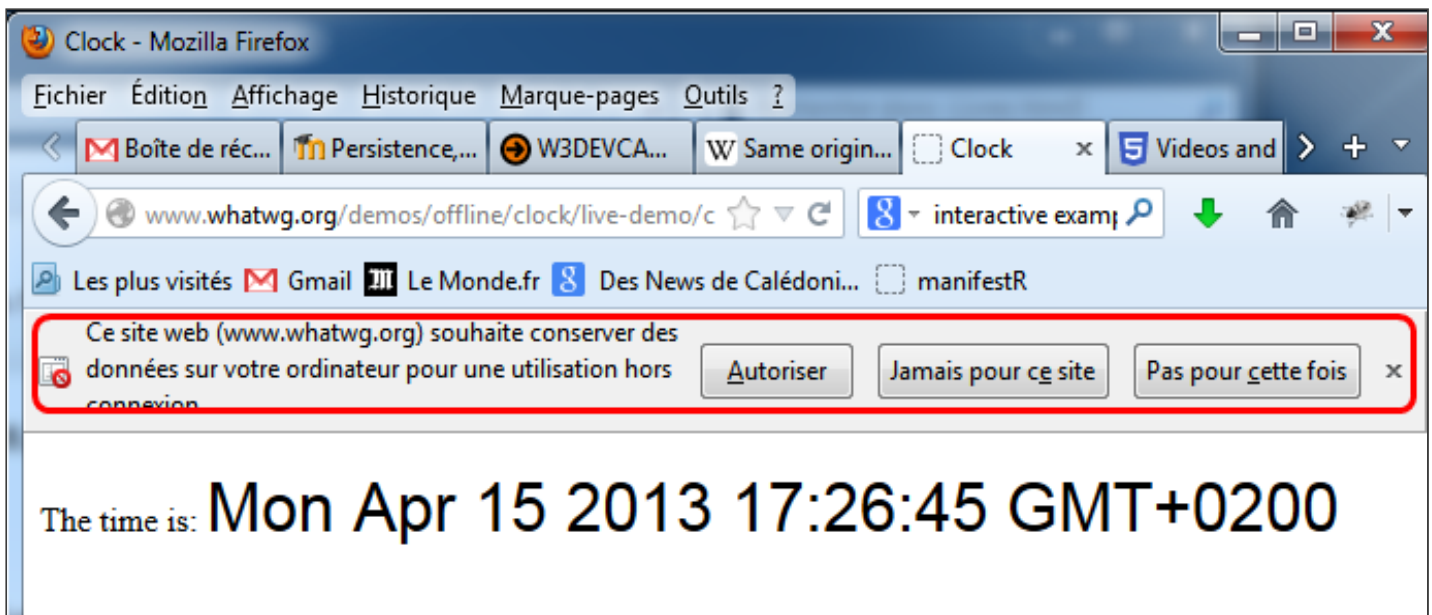 Clock - Mozilla Firefox
Fichier Édition Affichage Historique Marque-pages Outils ?
Boîte de réc... Persistence,... W3DEVCA... W Same origin... Clock × 5 Videos and
www.whatwg.org/demos/offline/clock/live-demo/c 8 interactive examp
Les plus visités Gmail Le Monde.fr 8 Des News de Calédoni... manifestR
Ce site web (www.whatwg.org) souhaite conserver des
données sur votre ordinateur pour une utilisation hors
connexion
Autoriser Jamais pour ce site Pas pour cette fois ×
The time is: Mon Apr 15 2013 17:26:45 GMT+0200